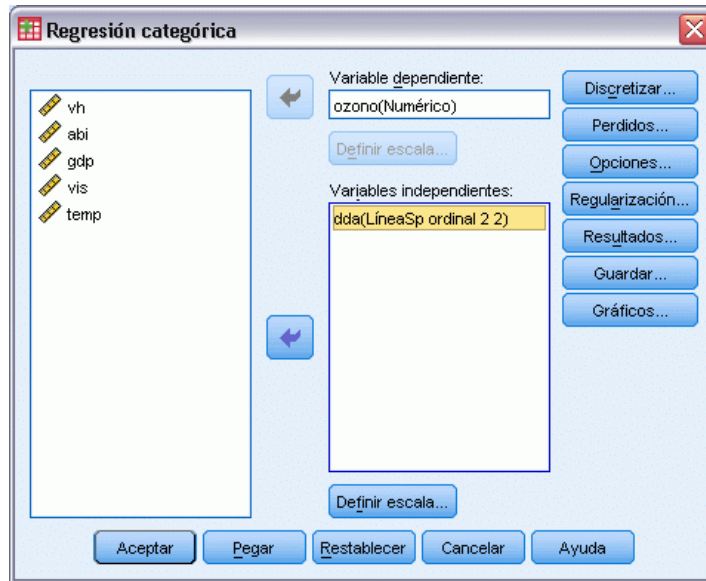 Regresión categórica
vh
abi
gdp
vis
temp
Variable dependiente:
ozono(Numérico)
Definir escala...
Variables independientes:
dda(LíneaSp ordinal 2 2)
Definir escala...
Discretizar...
Perdidos...
Opciones...
Regularización...
Resultados...
Guardar...
Gráficos...
Aceptar
Pegar
Restablecer
Cancelar
Ayuda